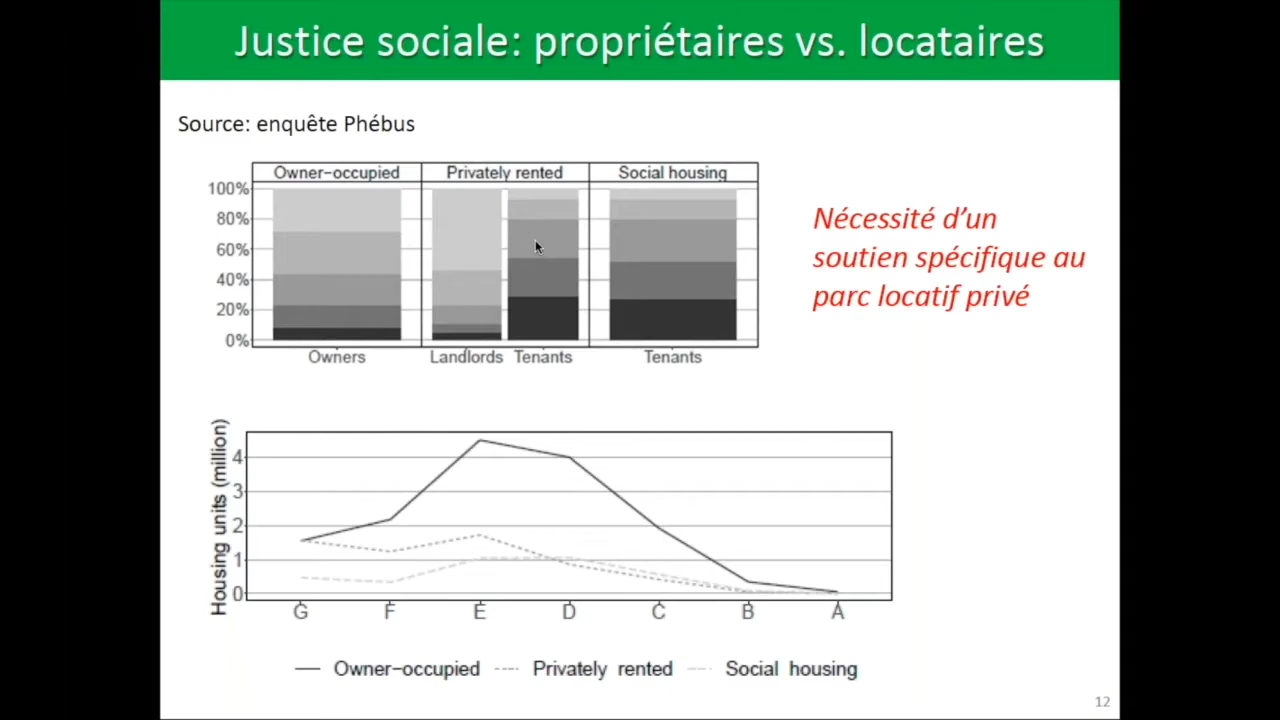 Justice sociale: propriétaires vs. locataires
Source: enquête Phébus
Owner-occupied Privately rented Social housing
100%
80%
60%
40%
20%
0%
Owners Landlords Tenants Tenants
Nécessité d'un
soutien spécifique au
parc locatif privé
Housing units (million)
4
3
2
1
0
G F E D C B A
Owner-occupied Privately rented Social housing
12